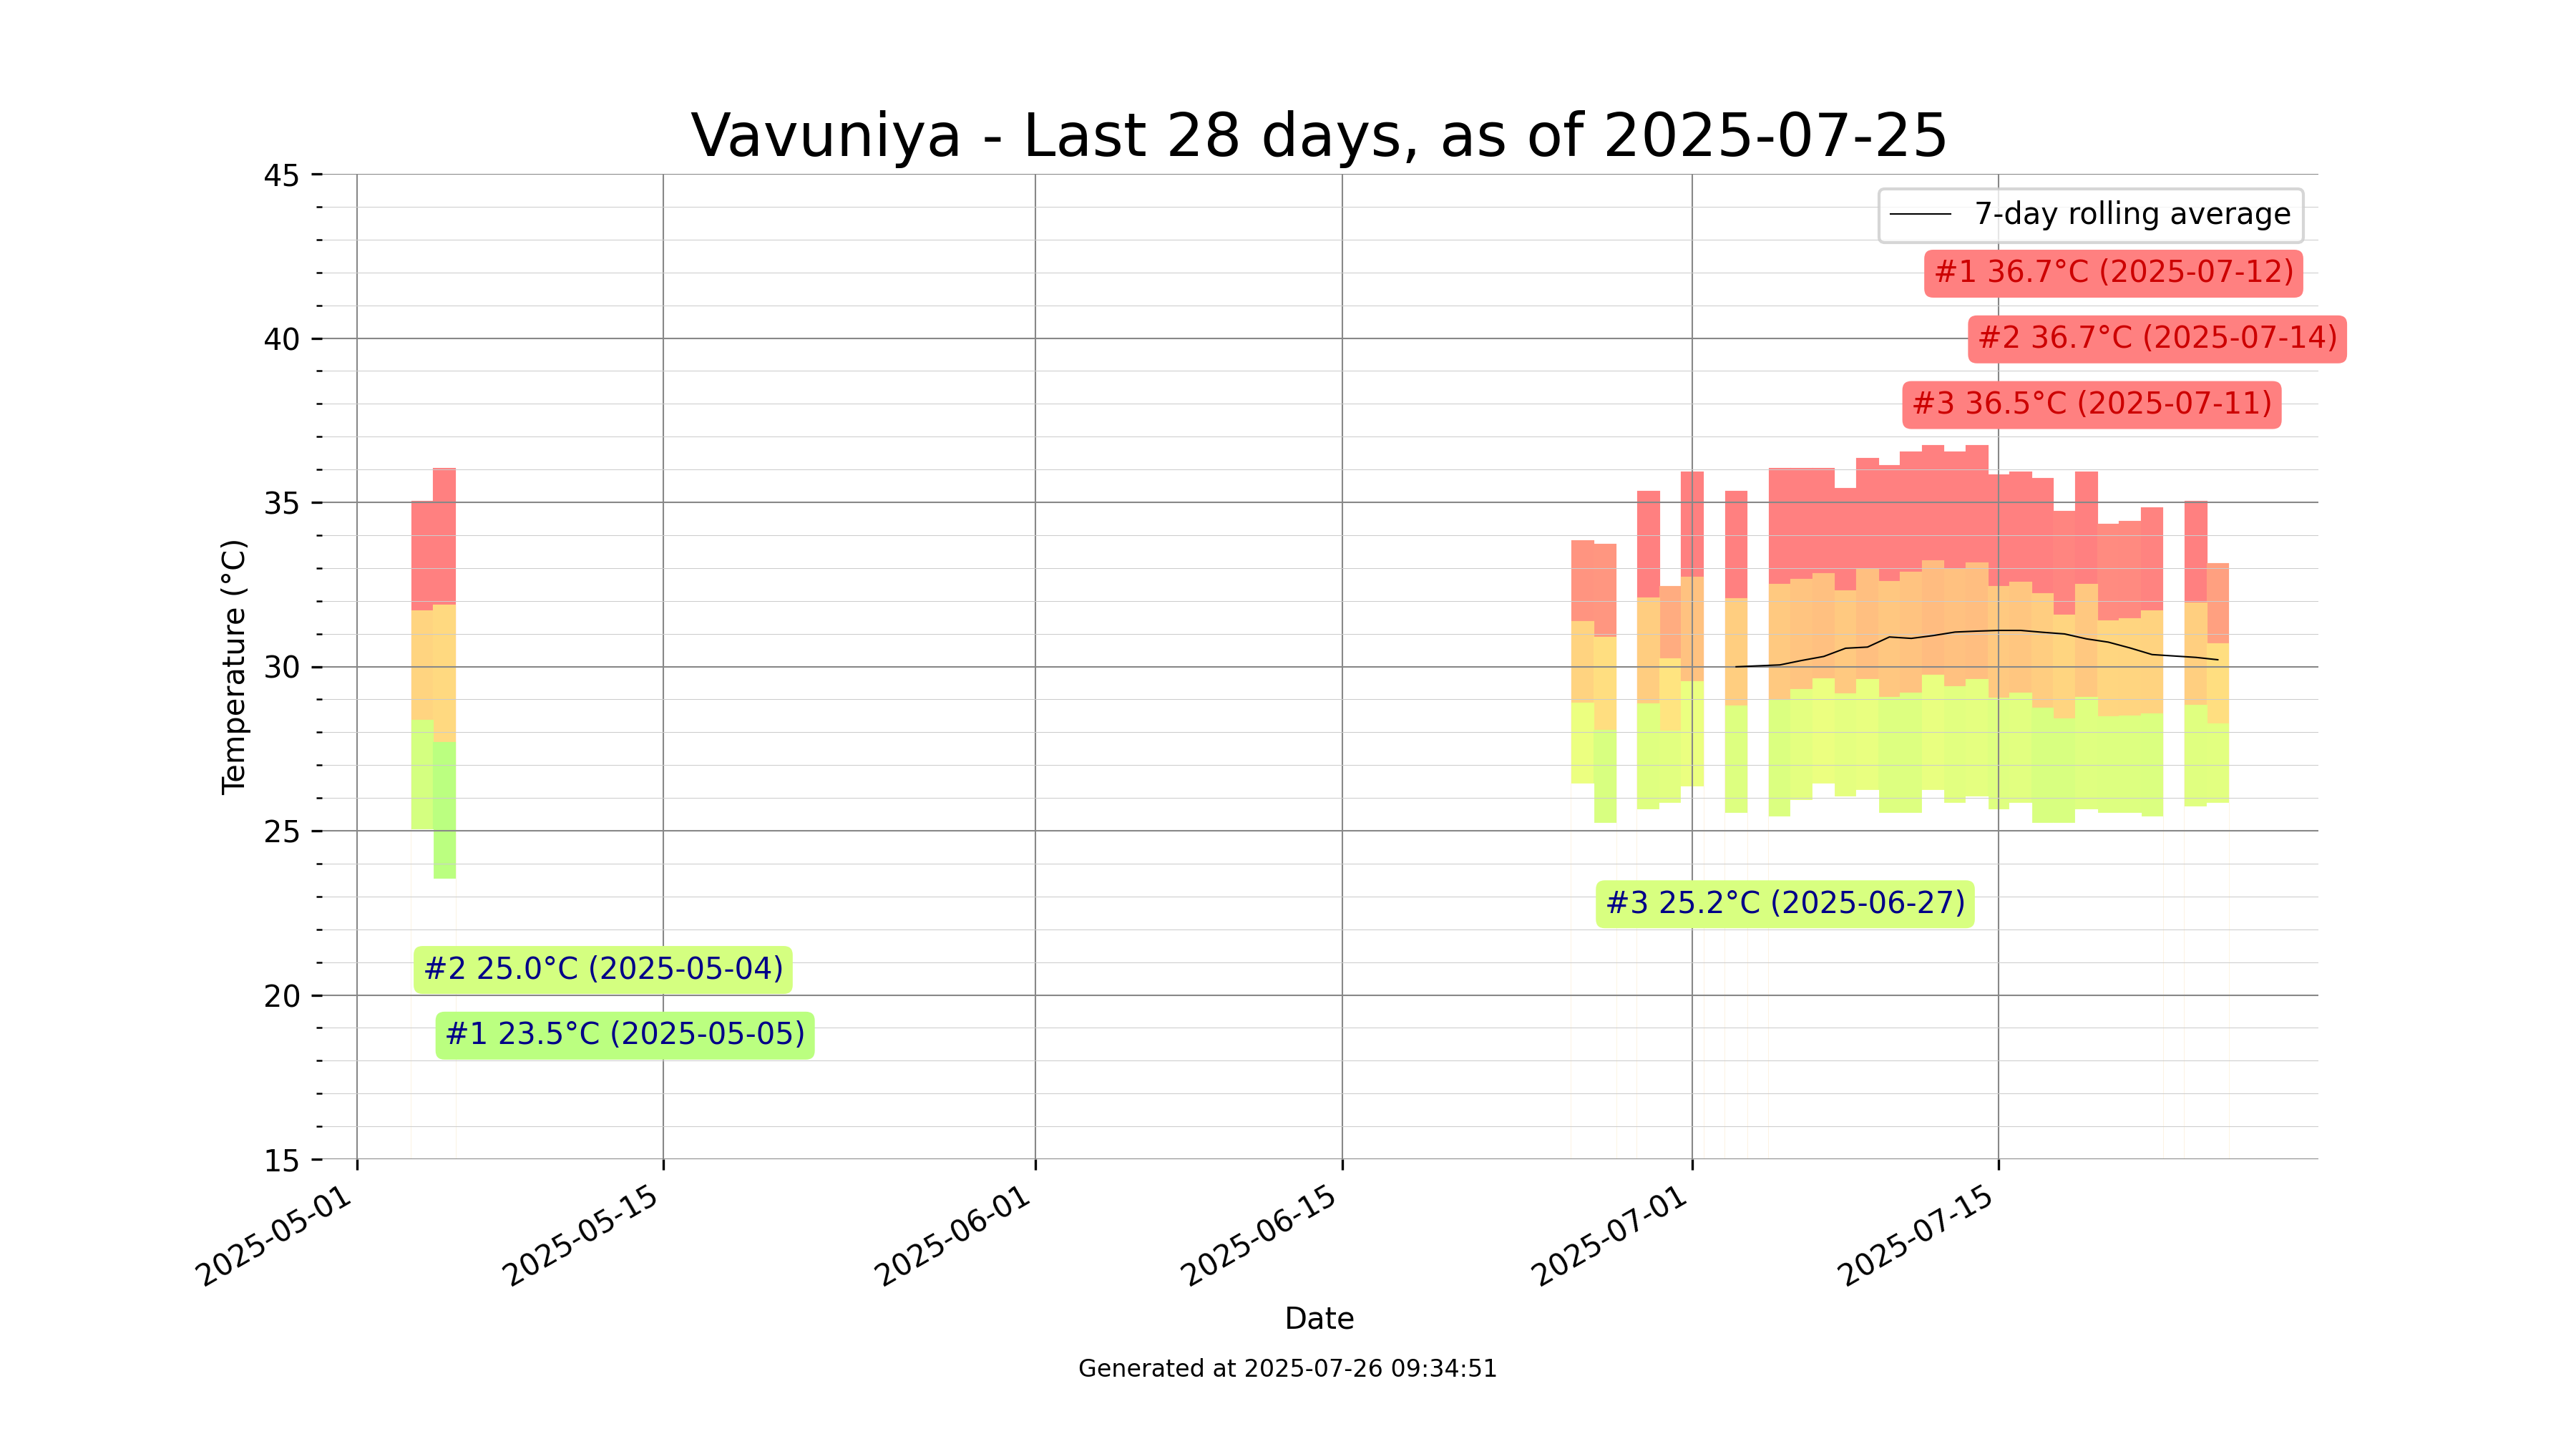 Vavuniya - Last 28 days, as of 2025-07-25
45
40
35
30
25
20
15
Temperature (°C)
7-day rolling average
#1 36.7°C (2025-07-12)
#2 36.7°C (2025-07-14)
#3 36.5°C (2025-07-11)
#3 25.2°C (2025-06-27)
#2 25.0°C (2025-05-04)
#1 23.5°C (2025-05-05)
2025-05-01
2025-05-15
2025-06-01
2025-06-15
2025-07-01
2025-07-15
Date
Generated at 2025-07-26 09:34:51